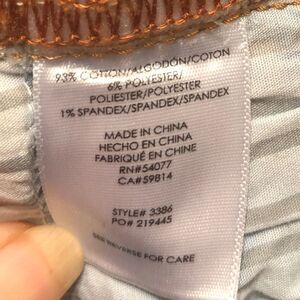 93% COTTON/ALGODÓN/COTON
6% POLYESTER/
POLIESTER/POLYESTER
1% SPANDEX/SPANDEX/SPANDEX
MADE IN CHINA
HECHO EN CHINA
FABRIQUÉ EN CHINE
RN#54077
CA#59814
STYLE# 3386
PO# 219445
SEE REVERSE FOR CARE